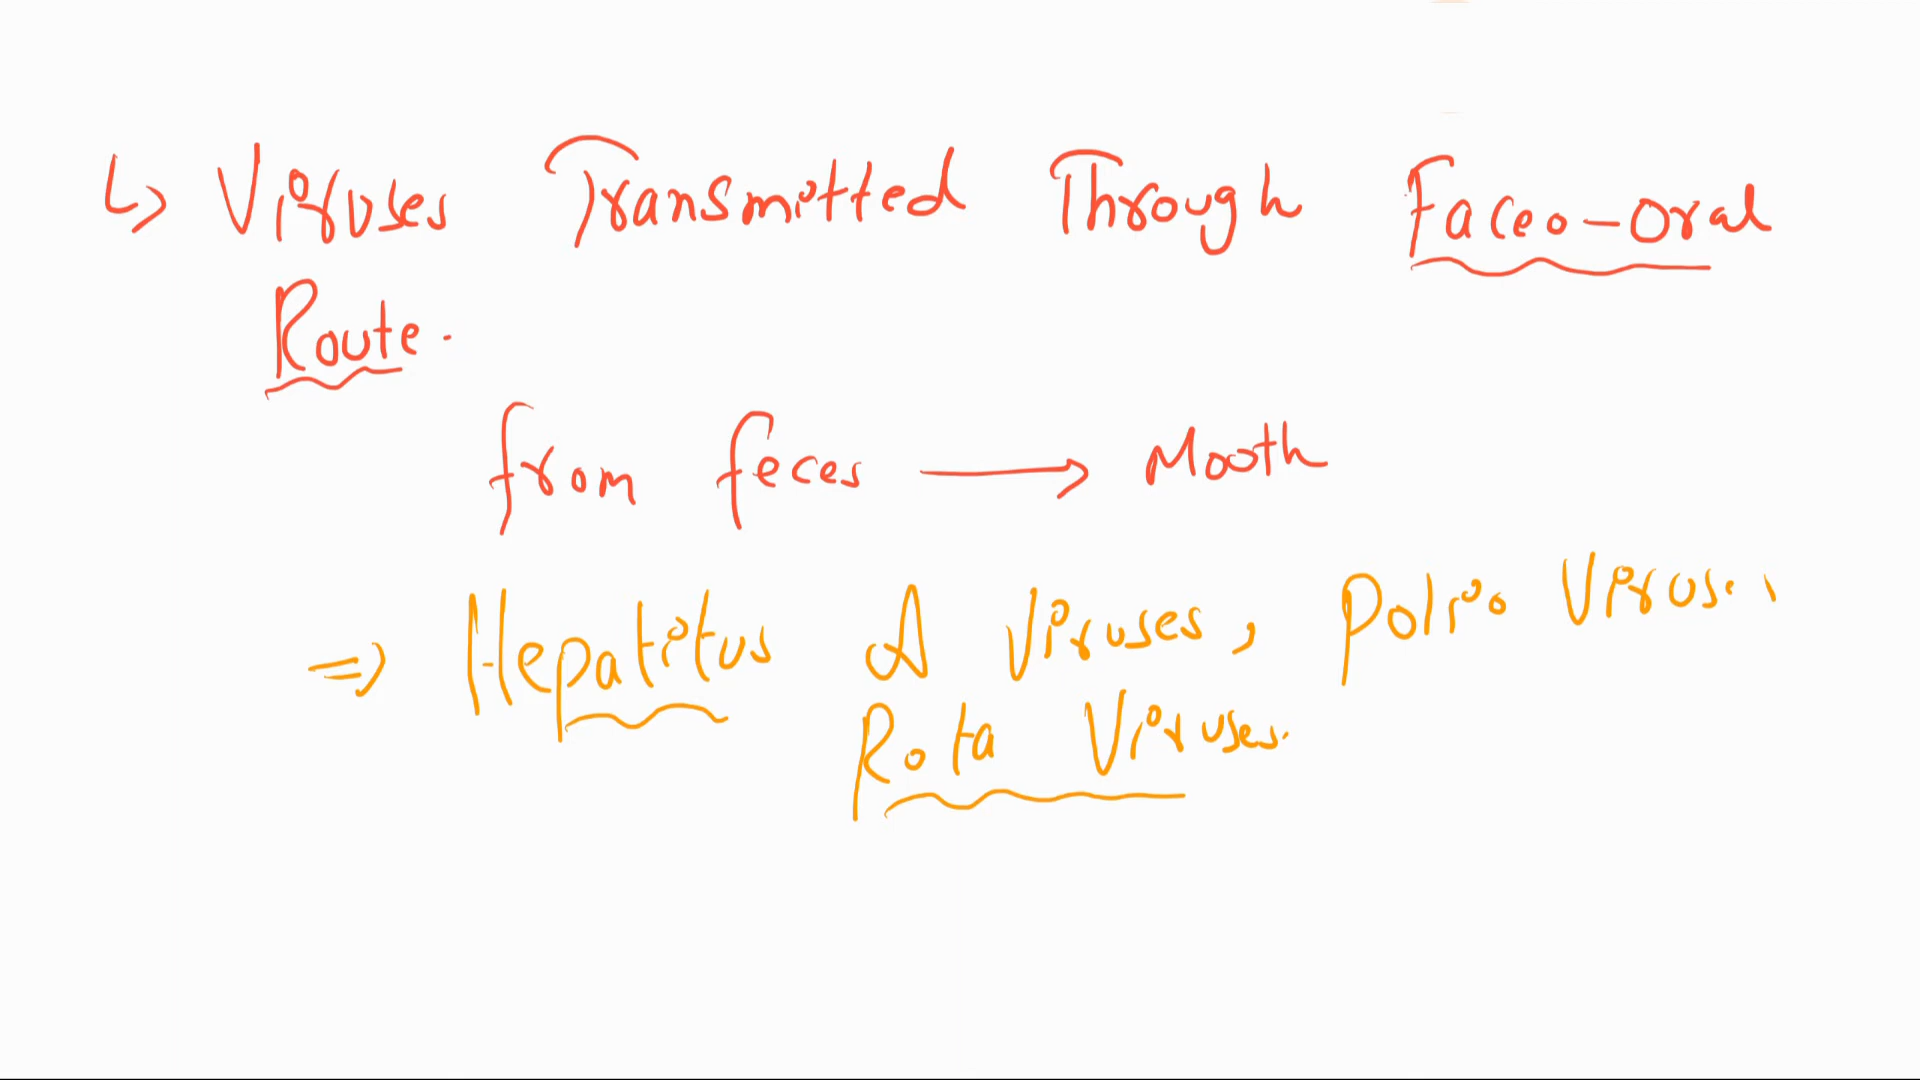 ↳ Viruses Transmitted Through Faceo-oral
Route.
from feces ⟶ Mouth
⇒ Hepatitus A Viruses, Polio Viruses,
Rota Viruses.